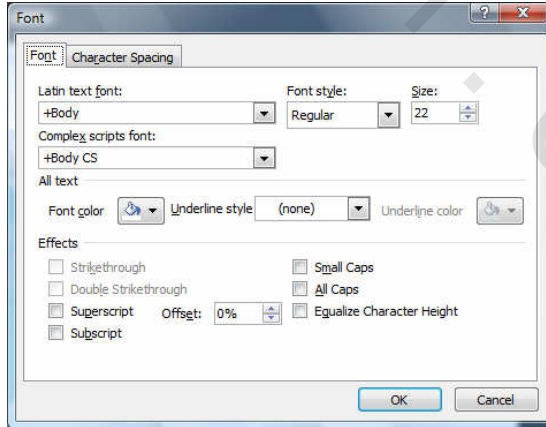 Font
Font Character Spacing
Latin text font: Font style: Size:
+Body Regular 22
Complex scripts font:
+Body CS
All text
Font color Underline style (none) Underline color
Effects
Strikethrough Small Caps
Double Strikethrough All Caps
Superscript Offset: 0% Equalize Character Height
Subscript
OK Cancel